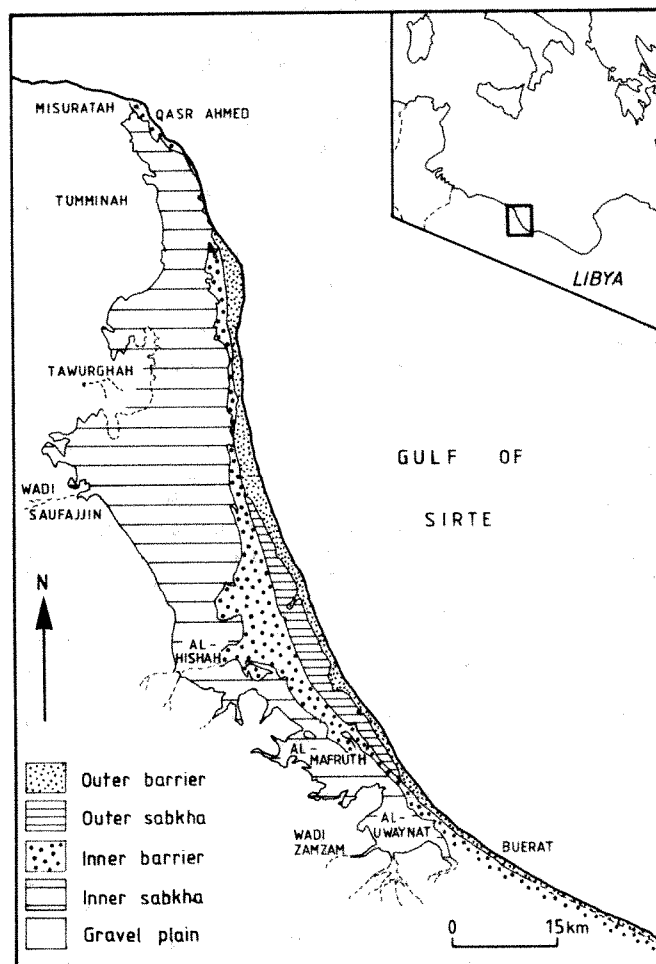 MISURATAH
QASR AHMED
TUMMINAH
TAWURGHAH
WADI
SAUFAJJIN
GULF OF
SIRTE
LIBYA
N
AL-
HISHAH
AL-
MAFRUTH
AL-
UWAYNAT
WADI
ZAMZAM
BUERAT
Outer barrier
Outer sabkha
Inner barrier
Inner sabkha
Gravel plain
0 15km